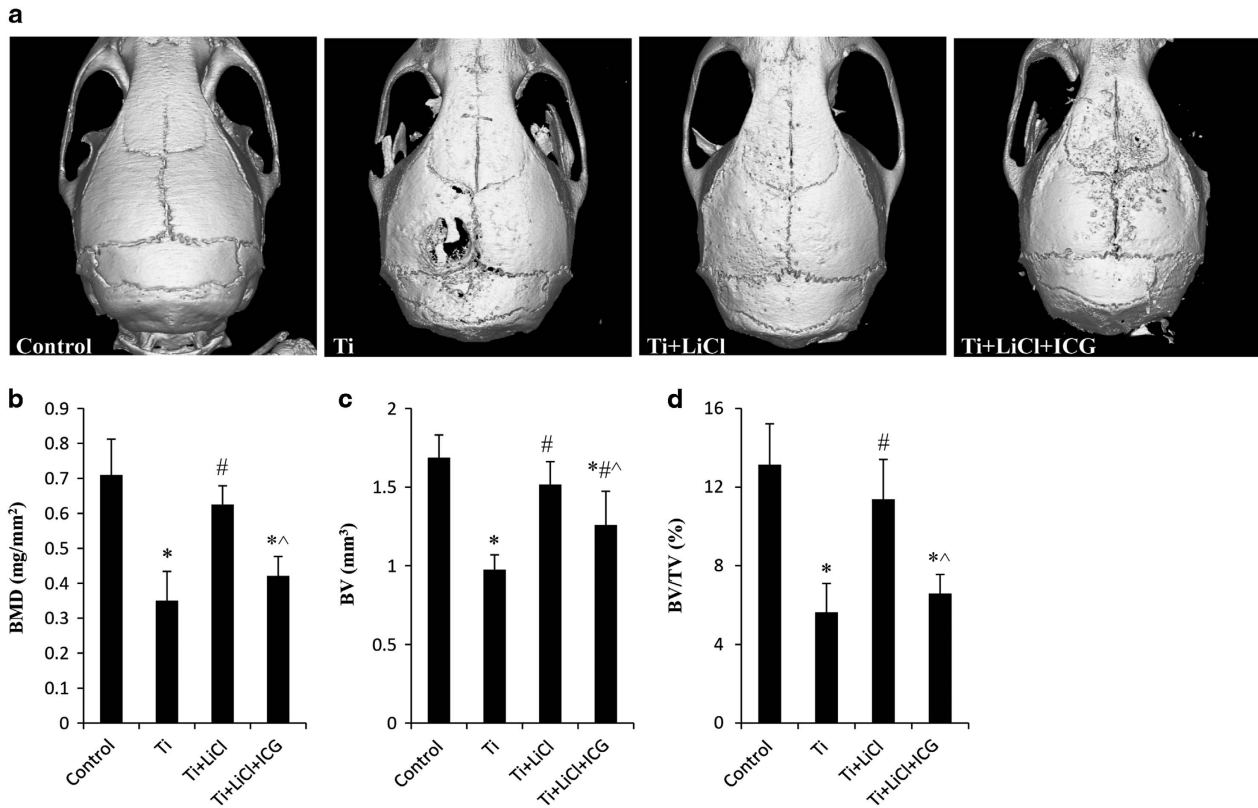 a
Control
Ti
Ti+LiCl
Ti+LiCl+ICG
b
BMD (mg/mm²)
0.9
0.8
0.7
0.6
0.5
0.4
0.3
0.2
0.1
0
*
#
*^
Control
Ti
Ti+LiCl
Ti+LiCl+ICG
c
BV (mm³)
2
1.5
1
0.5
0
*
#
*#^
Control
Ti
Ti+LiCl
Ti+LiCl+ICG
d
BV/TV (%)
16
12
8
4
0
*
#
*^
Control
Ti
Ti+LiCl
Ti+LiCl+ICG